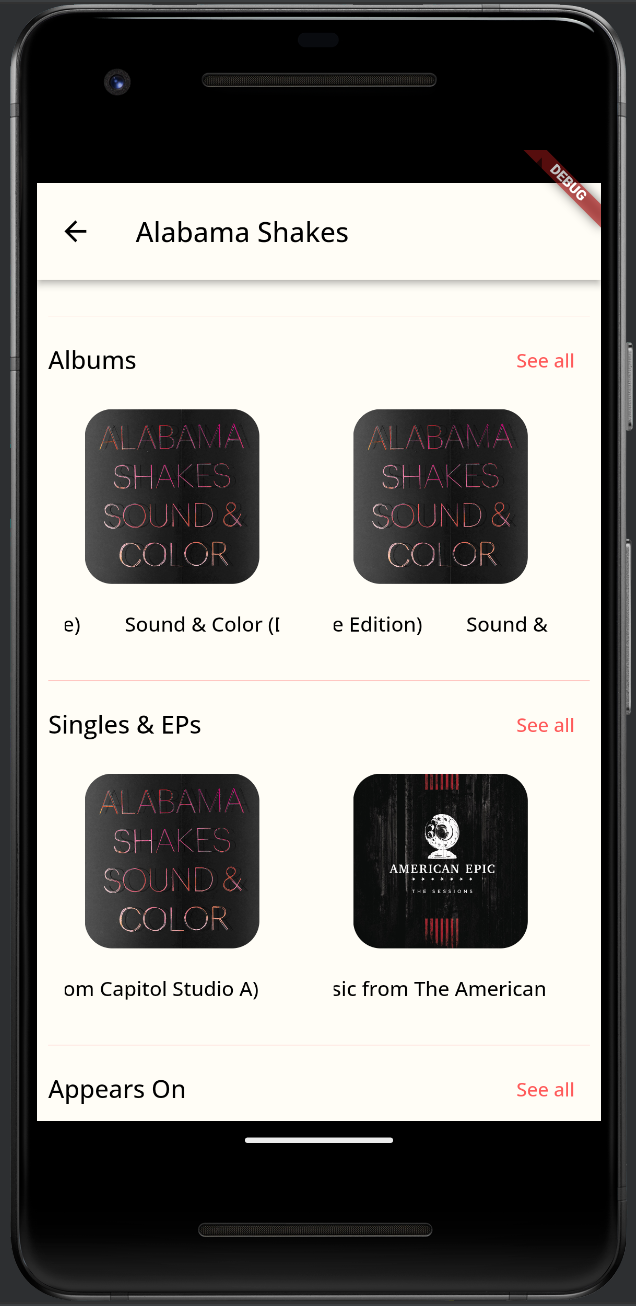 DEBUG
Alabama Shakes
Albums
See all
ALABAMA
SHAKES
SOUND &
COLOR
ALABAMA
SHAKES
SOUND &
COLOR
e) Sound & Color (D
e Edition) Sound &
Singles & EPs
See all
ALABAMA
SHAKES
SOUND &
COLOR
AMERICAN EPIC
THE SESSIONS
om Capitol Studio A)
sic from The American
Appears On
See all